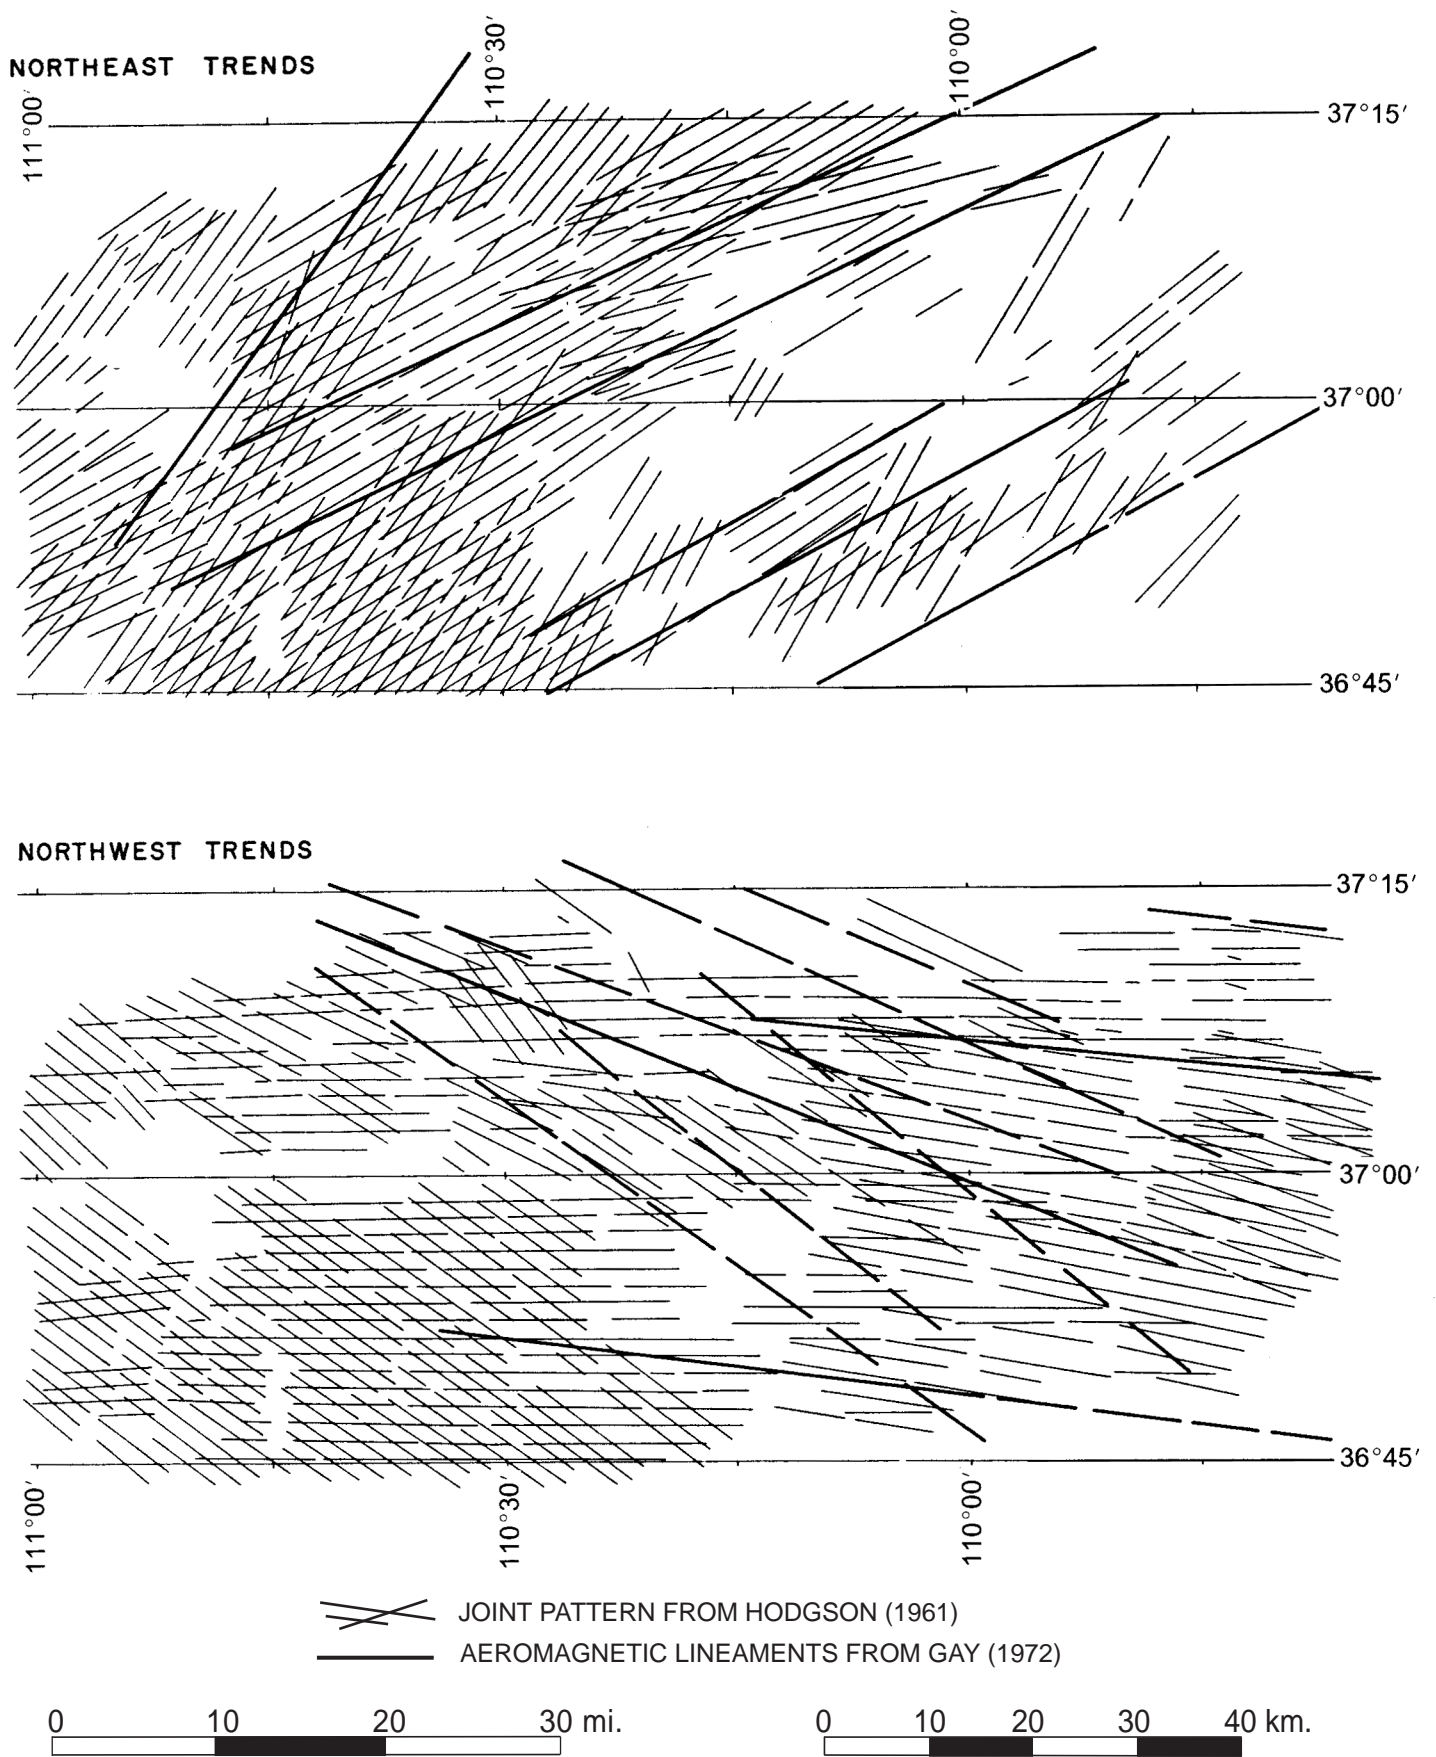 110°30′
110°00′
NORTHEAST TRENDS
111°00′
37°15′
37°00′
36°45′
NORTHWEST TRENDS
37°15′
37°00′
36°45′
111°00′
110°30′
110°00′
JOINT PATTERN FROM HODGSON (1961)
AEROMAGNETIC LINEAMENTS FROM GAY (1972)
0 10 20 30 mi.
0 10 20 30 40 km.